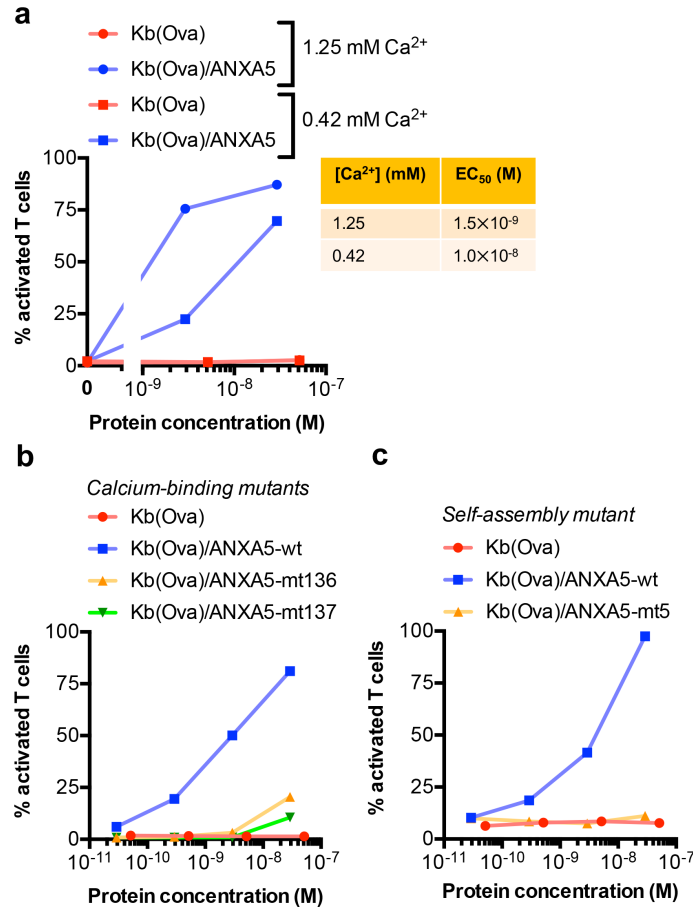 a
Kb(Ova)
Kb(Ova)/ANXA5
1.25 mM Ca²⁺
Kb(Ova)
Kb(Ova)/ANXA5
0.42 mM Ca²⁺
% activated T cells
100
75
50
25
0
0 10⁻⁹ 10⁻⁸ 10⁻⁷
Protein concentration (M)
[Ca²⁺] (mM) EC₅₀ (M)
1.25 1.5×10⁻⁹
0.42 1.0×10⁻⁸
b
Calcium-binding mutants
Kb(Ova)
Kb(Ova)/ANXA5-wt
Kb(Ova)/ANXA5-mt136
Kb(Ova)/ANXA5-mt137
% activated T cells
100
75
50
25
0
10⁻¹¹ 10⁻¹⁰ 10⁻⁹ 10⁻⁸ 10⁻⁷
Protein concentration (M)
c
Self-assembly mutant
Kb(Ova)
Kb(Ova)/ANXA5-wt
Kb(Ova)/ANXA5-mt5
% activated T cells
100
75
50
25
0
10⁻¹¹ 10⁻¹⁰ 10⁻⁹ 10⁻⁸ 10⁻⁷
Protein concentration (M)